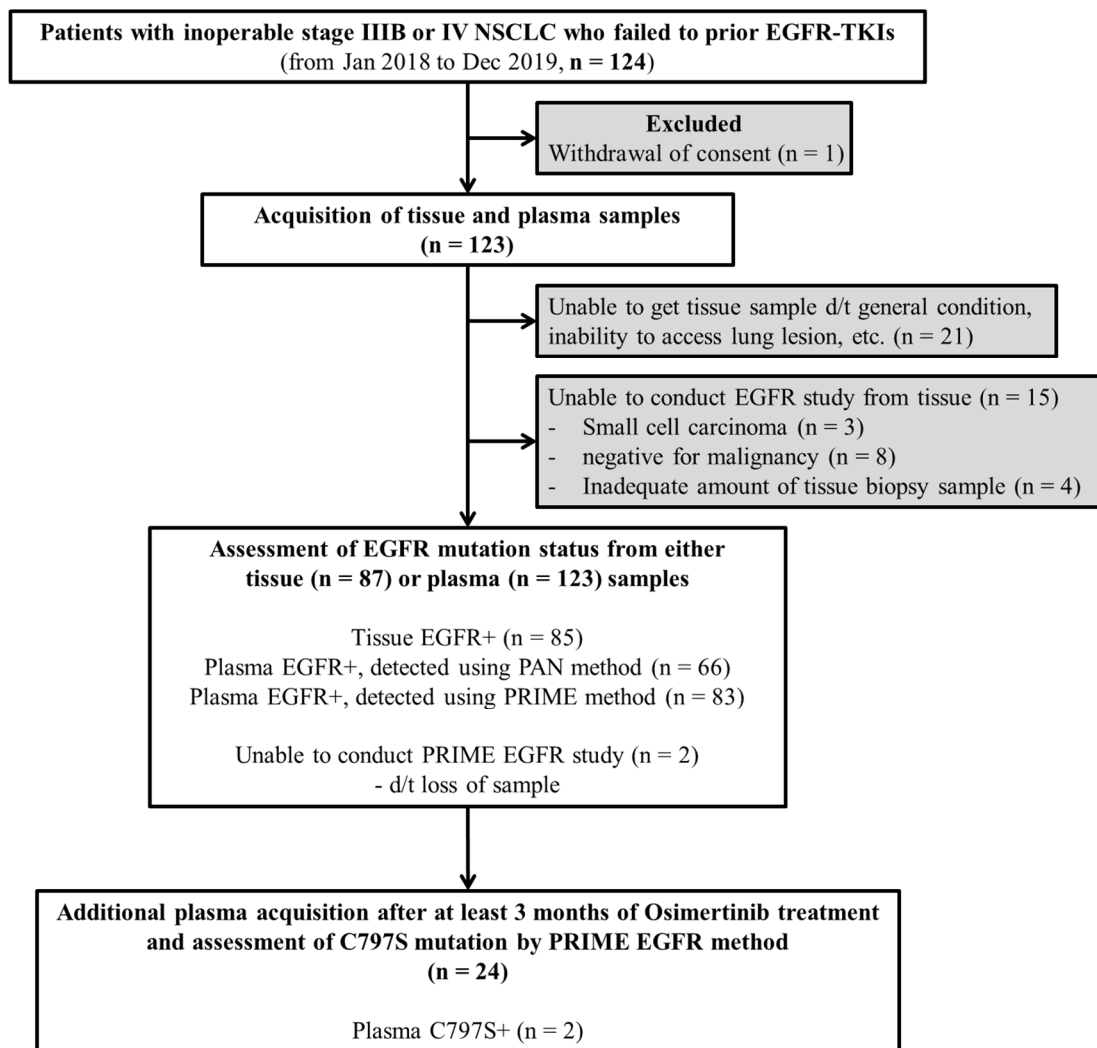 Patients with inoperable stage IIIB or IV NSCLC who failed to prior EGFR-TKIs
(from Jan 2018 to Dec 2019, n = 124)
Excluded
Withdrawal of consent (n = 1)
Acquisition of tissue and plasma samples
(n = 123)
Unable to get tissue sample d/t general condition,
inability to access lung lesion, etc. (n = 21)
Unable to conduct EGFR study from tissue (n = 15)
- Small cell carcinoma (n = 3)
- negative for malignancy (n = 8)
- Inadequate amount of tissue biopsy sample (n = 4)
Assessment of EGFR mutation status from either
tissue (n = 87) or plasma (n = 123) samples
Tissue EGFR+ (n = 85)
Plasma EGFR+, detected using PAN method (n = 66)
Plasma EGFR+, detected using PRIME method (n = 83)
Unable to conduct PRIME EGFR study (n = 2)
- d/t loss of sample
Additional plasma acquisition after at least 3 months of Osimertinib treatment
and assessment of C797S mutation by PRIME EGFR method
(n = 24)
Plasma C797S+ (n = 2)